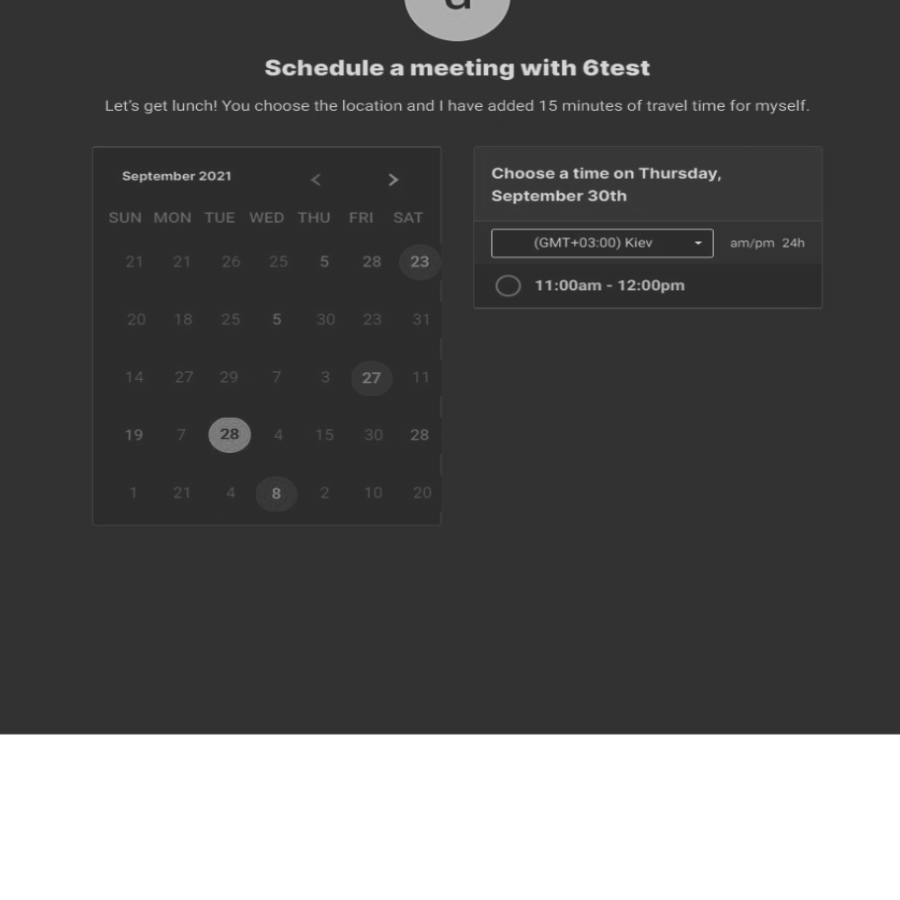 Schedule a meeting with 6test
Let's get lunch! You choose the location and I have added 15 minutes of travel time for myself.
September 2021 < >
SUN MON TUE WED THU FRI SAT
21 21 26 25 5 28 23
20 18 25 5 30 23 31
14 27 29 7 3 27 11
19 7 28 4 15 30 28
1 21 4 8 2 10 20
Choose a time on Thursday,
September 30th
(GMT+03:00) Kiev am/pm 24h
11:00am - 12:00pm